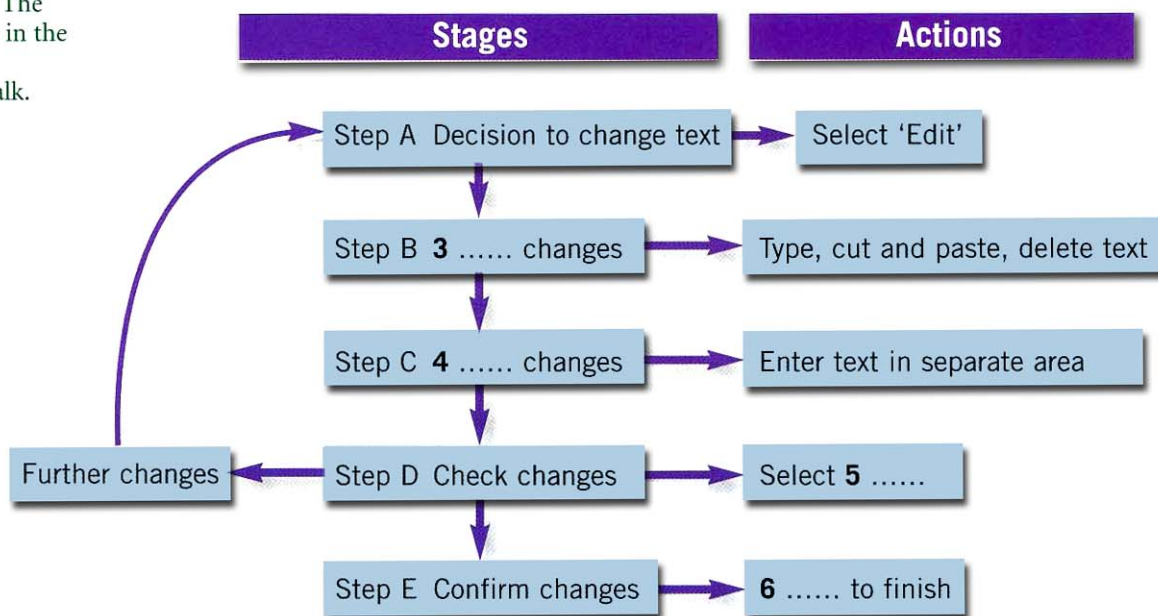 The
in the
alk.
Stages
Actions
Step A Decision to change text
Select ‘Edit’
Step B 3 ...... changes
Type, cut and paste, delete text
Step C 4 ...... changes
Enter text in separate area
Further changes
Step D Check changes
Select 5 ......
Step E Confirm changes
6 ...... to finish